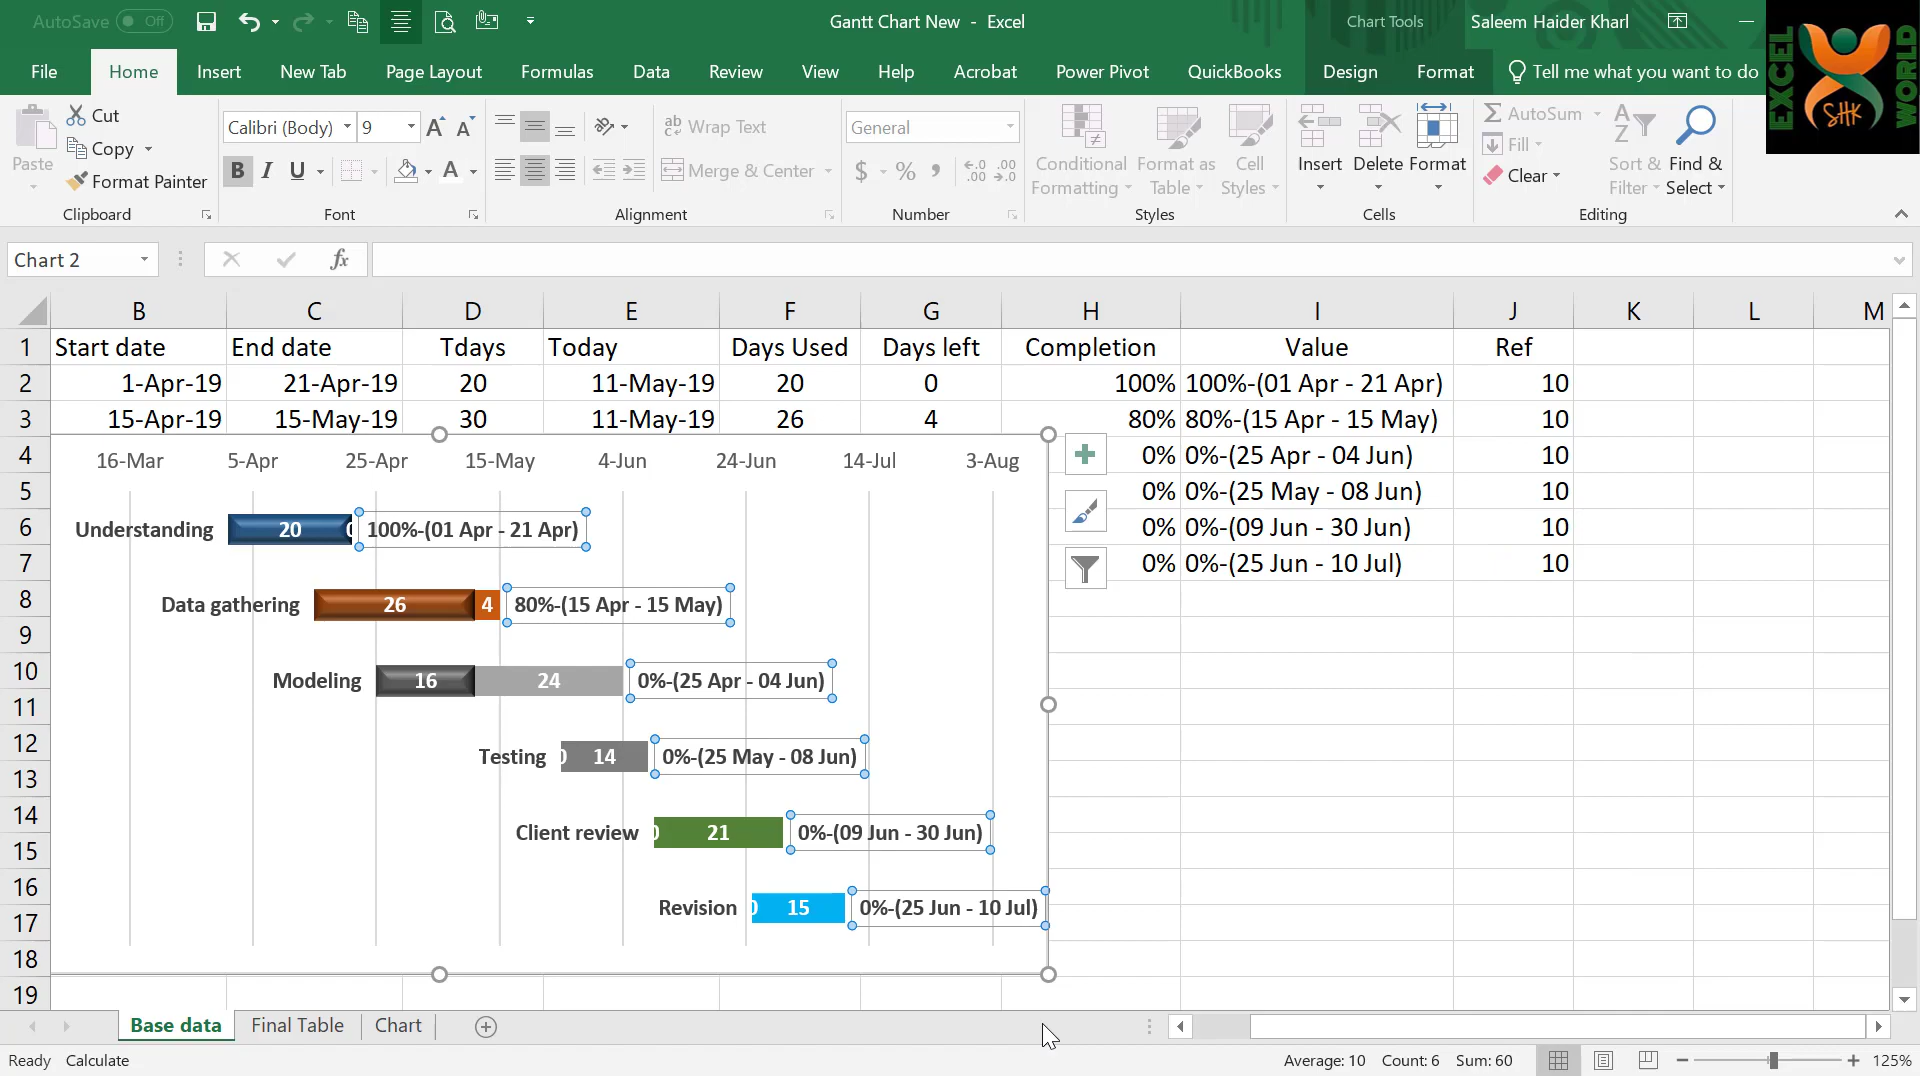 AutoSave Off Gantt Chart New - Excel Chart Tools Saleem Haider Kharl
File Home Insert New Tab Page Layout Formulas Data Review View Help Acrobat Power Pivot QuickBooks Design Format Tell me what you want to do
EXCEL WORLD SHK
Paste Cut Copy Format Painter Clipboard
Calibri (Body) 9 A A B I U A Font
ab Wrap Text Merge & Center Alignment
General $ % , Number
Conditional Formatting Format as Table Cell Styles Styles
Insert Delete Format Cells
AutoSum Fill Clear Sort & Filter Find & Select Editing
Chart 2 fx
B C D E F G H I J K L M
1 Start date End date Tdays Today Days Used Days left Completion Value Ref
2 1-Apr-19 21-Apr-19 20 11-May-19 20 0 100% 100%-(01 Apr - 21 Apr) 10
3 15-Apr-19 15-May-19 30 11-May-19 26 4 80% 80%-(15 Apr - 15 May) 10
4 16-Mar 5-Apr 25-Apr 15-May 4-Jun 24-Jun 14-Jul 3-Aug 0% 0%-(25 Apr - 04 Jun) 10
5 0% 0%-(25 May - 08 Jun) 10
6 Understanding 20 0 100%-(01 Apr - 21 Apr) 0% 0%-(09 Jun - 30 Jun) 10
7 0% 0%-(25 Jun - 10 Jul) 10
8 Data gathering 26 4 80%-(15 Apr - 15 May)
9
10 Modeling 16 24 0%-(25 Apr - 04 Jun)
11
12 Testing 0 14 0%-(25 May - 08 Jun)
13
14 Client review 0 21 0%-(09 Jun - 30 Jun)
15
16 Revision 0 15 0%-(25 Jun - 10 Jul)
17
18
19
Base data Final Table Chart
Ready Calculate Average: 10 Count: 6 Sum: 60 125%